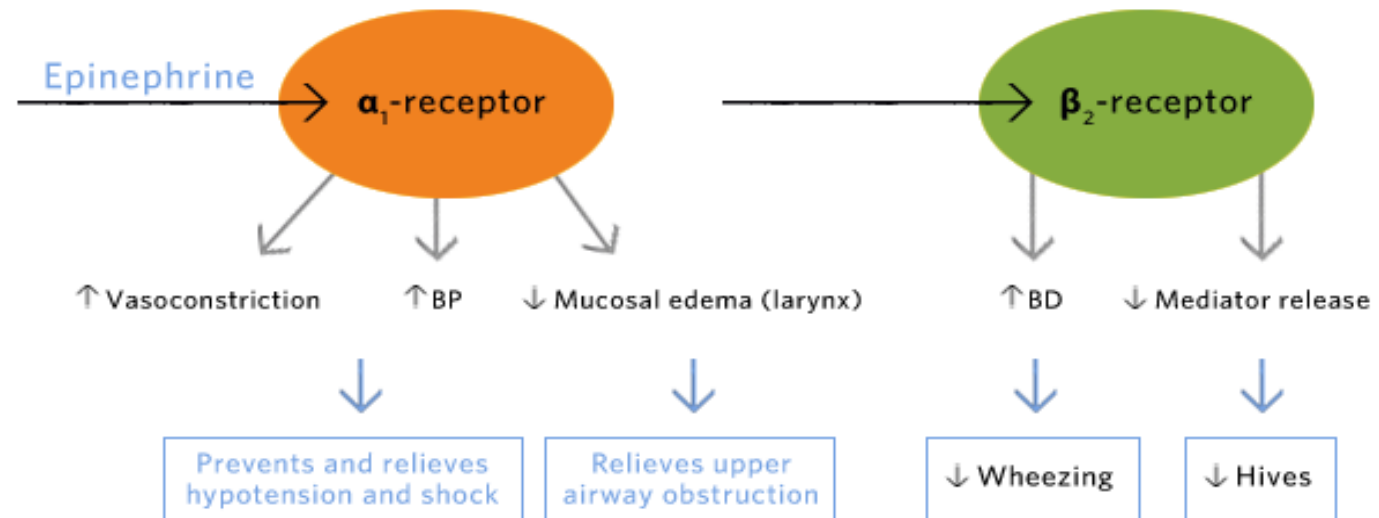 Epinephrine
α₁-receptor
β₂-receptor
↑ Vasoconstriction
↑ BP
↓ Mucosal edema (larynx)
↑ BD
↓ Mediator release
Prevents and relieves
hypotension and shock
Relieves upper
airway obstruction
↓ Wheezing
↓ Hives